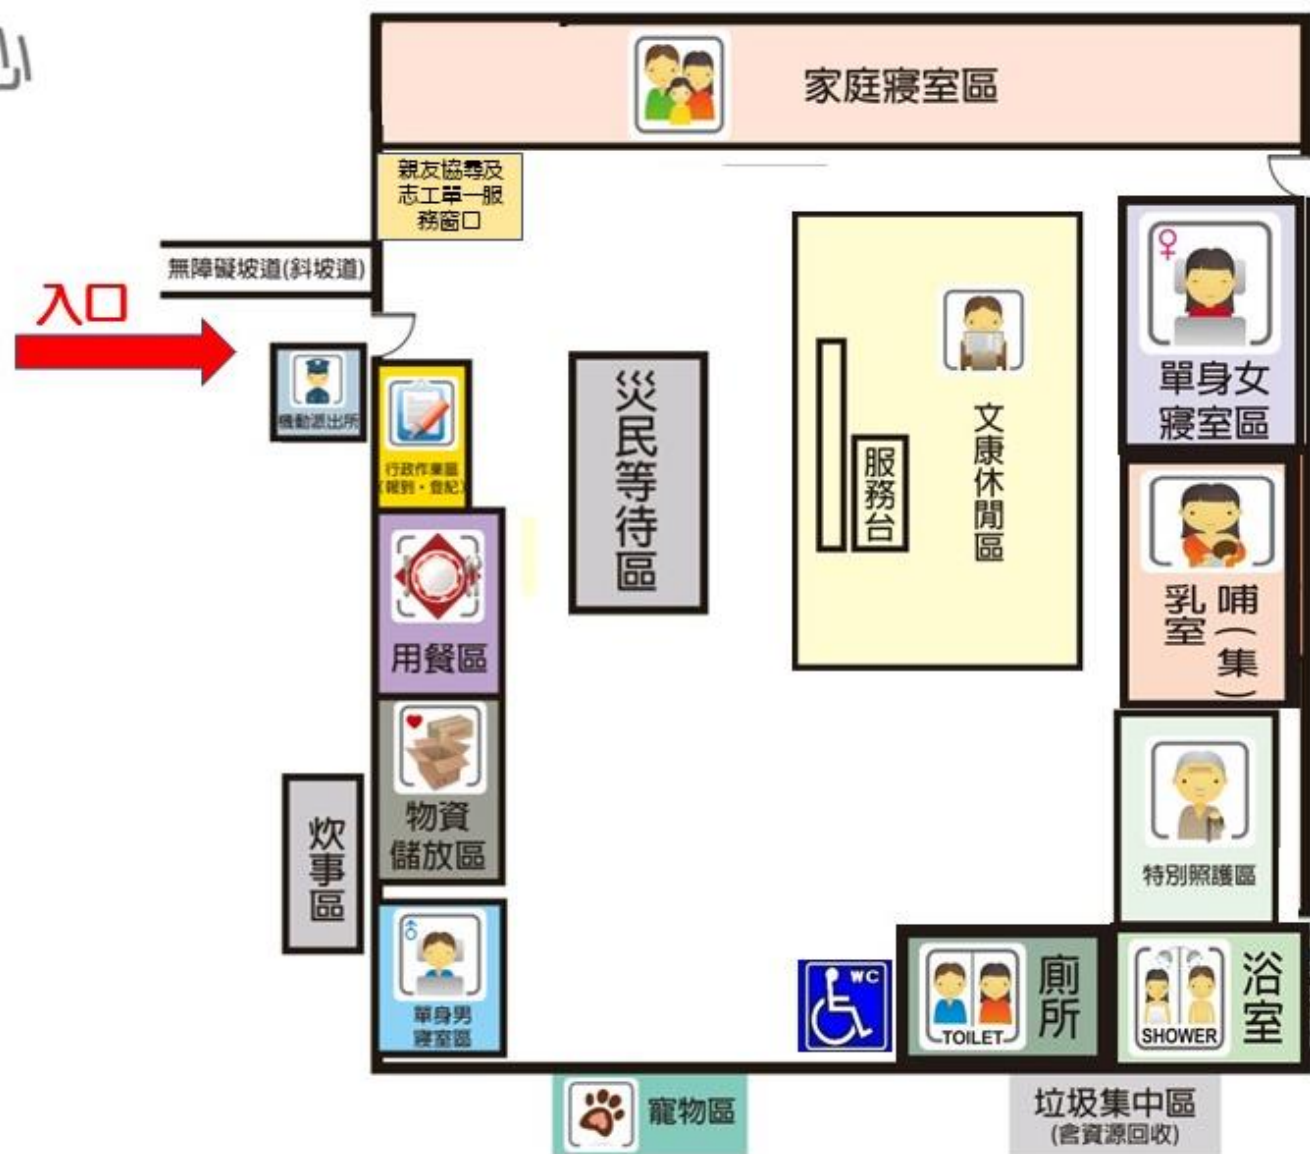 心
家庭寢室區
親友協尋及
志工單一服
務窗口
無障礙坡道(斜坡道)
入口
機動派出所
行政作業區
(報到・登記)
災民等待區
服務台
文康休閒區
單身女
寢室區
用餐區
哺(集)
乳室
物資
儲放區
特別照護區
炊事區
單身男
寢室區
WC
TOILET
廁所
SHOWER
浴室
寵物區
垃圾集中區
(含資源回收)